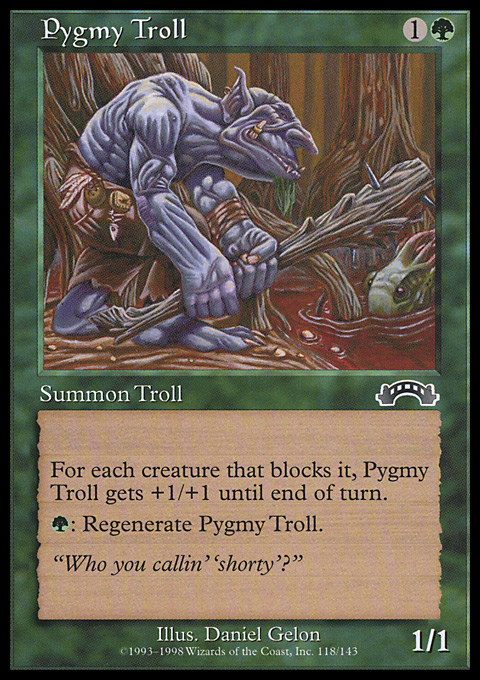 Pygmy Troll 1
Summon Troll
For each creature that blocks it, Pygmy
Troll gets +1/+1 until end of turn.
: Regenerate Pygmy Troll.
“Who you callin’ ‘shorty’?”
Illus. Daniel Gelon
©1993–1998 Wizards of the Coast, Inc. 118/143
1/1